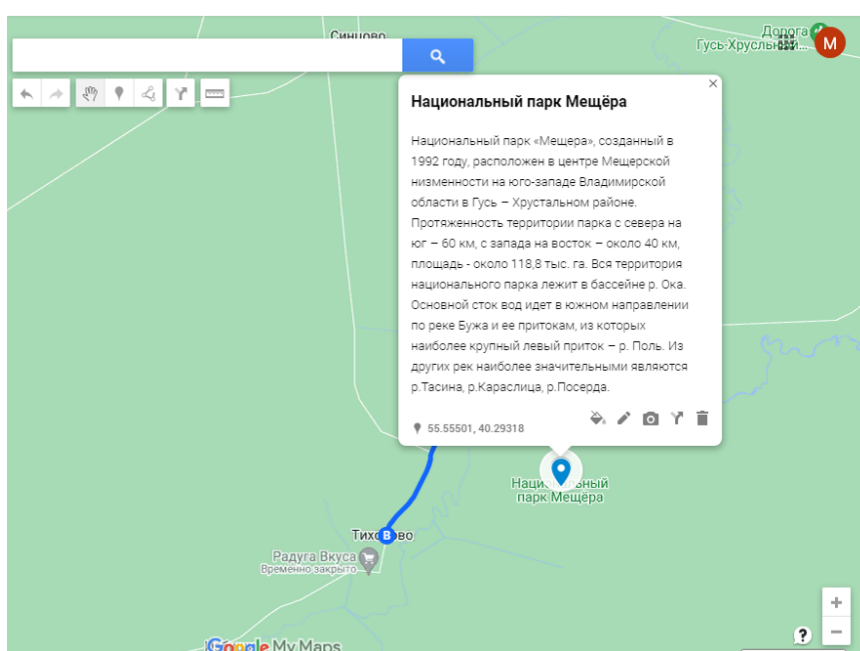 Синцово
Дорога
Гусь-Хрустальный...
M
Национальный парк Мещёра
Национальный парк «Мещера», созданный в
1992 году, расположен в центре Мещерской
низменности на юго-западе Владимирской
области в Гусь – Хрустальном районе.
Протяженность территории парка с севера на
юг – 60 км, с запада на восток – около 40 км,
площадь - около 118,8 тыс. га. Вся территория
национального парка лежит в бассейне р. Ока.
Основной сток вод идет в южном направлении
по реке Бужа и ее притокам, из которых
наиболее крупный левый приток – р. Поль. Из
других рек наиболее значительными являются
р.Тасина, р.Караслица, р.Посерда.
55.55501, 40.29318
Национальный
парк Мещёра
B
Радуга Вкуса
Временно закрыто
Google My Maps